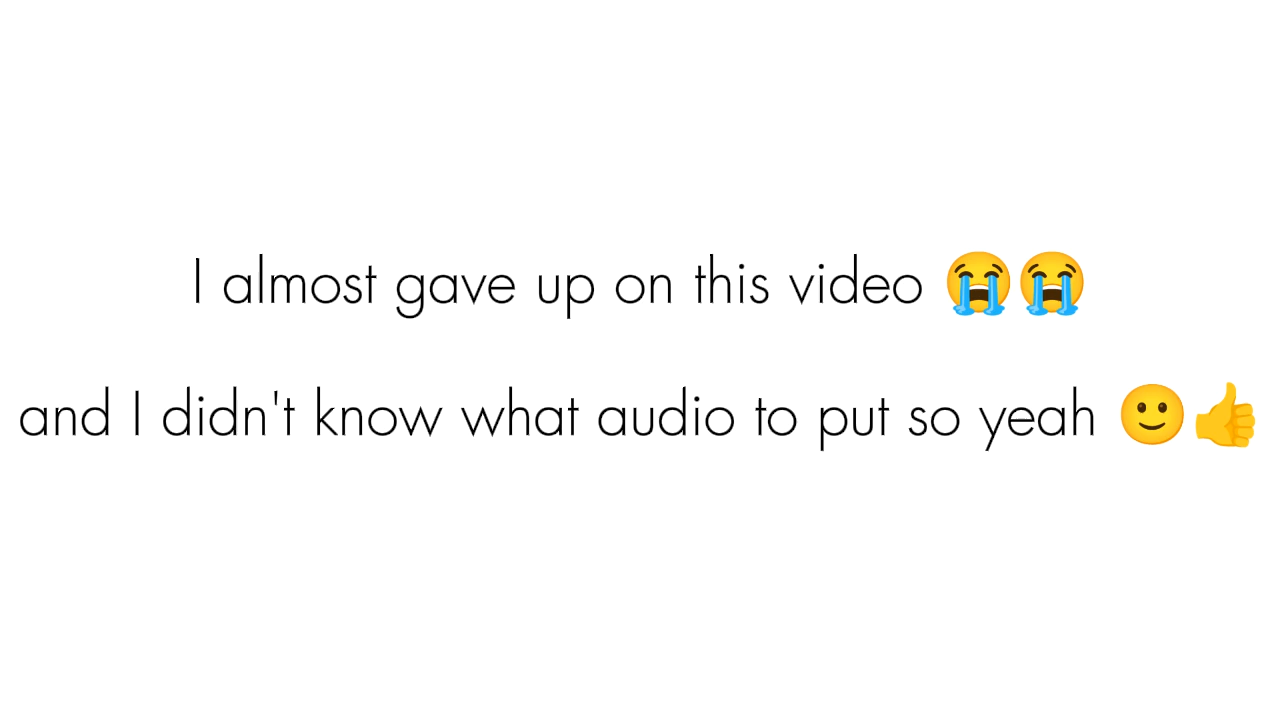 I almost gave up on this video 😭😭
and I didn't know what audio to put so yeah 🙂👍